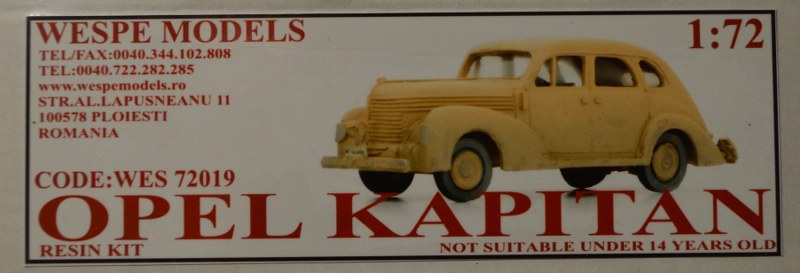 WESPE MODELS
TEL/FAX:0040.344.102.808
TEL:0040.722.282.285
www.wespemodels.ro
STR.AL.LAPUSNEANU 11
100578 PLOIESTI
ROMANIA
1:72
CODE:WES 72019
OPEL KAPITAN
RESIN KIT
NOT SUITABLE UNDER 14 YEARS OLD